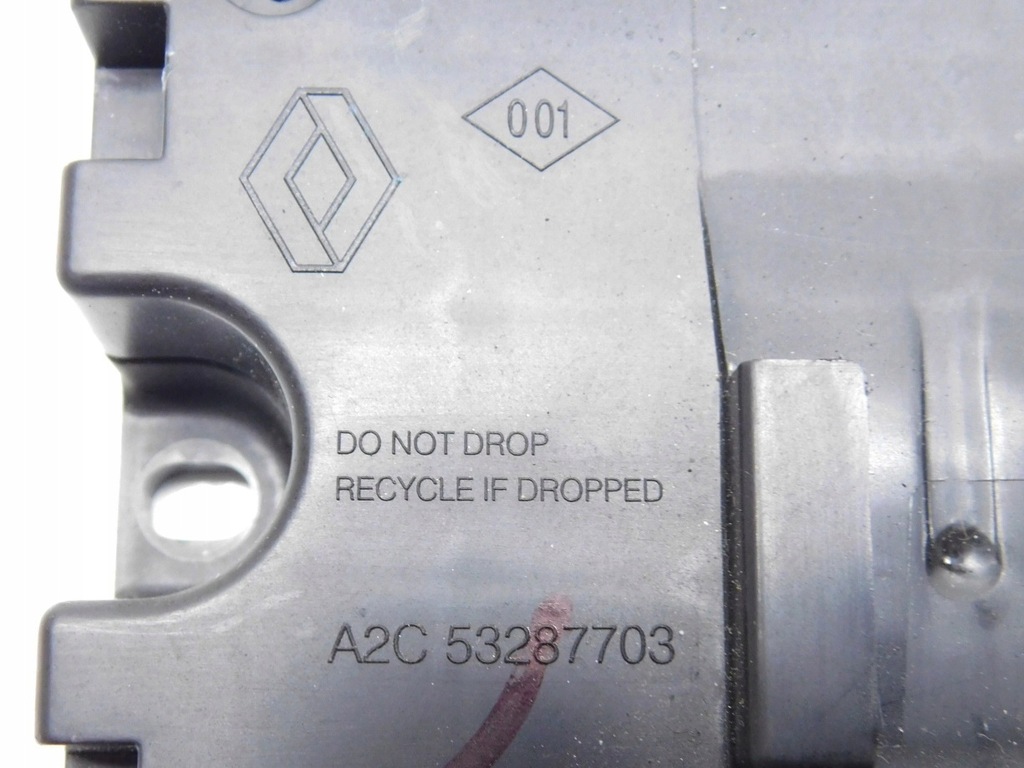 001
DO NOT DROP
RECYCLE IF DROPPED
A2C 53287703